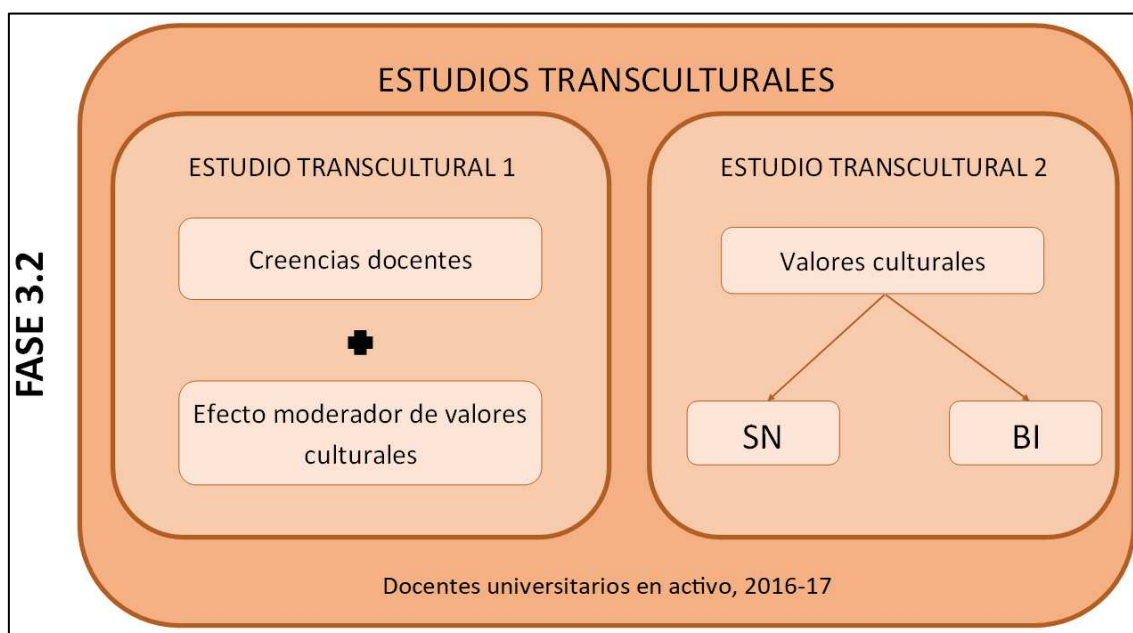 FASE 3.2
ESTUDIOS TRANSCULTURALES
ESTUDIO TRANSCULTURAL 1
Creencias docentes
Efecto moderador de valores
culturales
ESTUDIO TRANSCULTURAL 2
Valores culturales
SN
BI
Docentes universitarios en activo, 2016-17